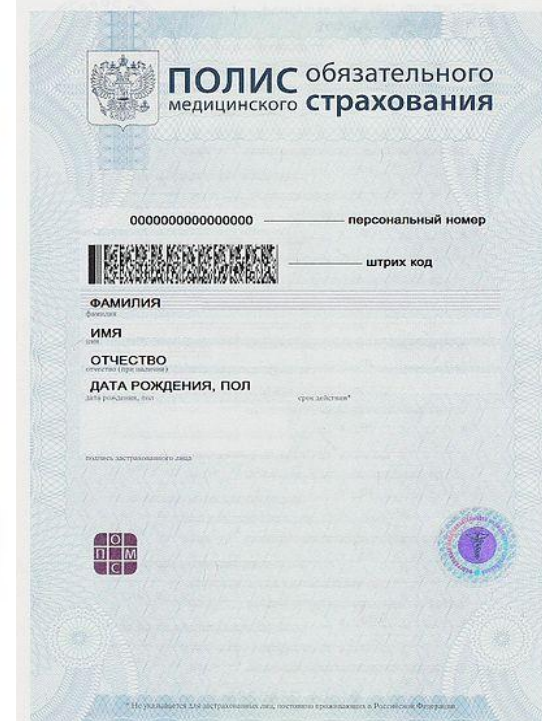 ПОЛИС обязательного
медицинского страхования
0000000000000000 персональный номер
штрих код
ФАМИЛИЯ
фамилия
ИМЯ
имя
ОТЧЕСТВО
отчество (при наличии)
ДАТА РОЖДЕНИЯ, ПОЛ
дата рождения, пол срок действия*
подпись застрахованного лица
О
П М
С
* Не указывается для застрахованных лиц, постоянно проживающих в Российской Федерации